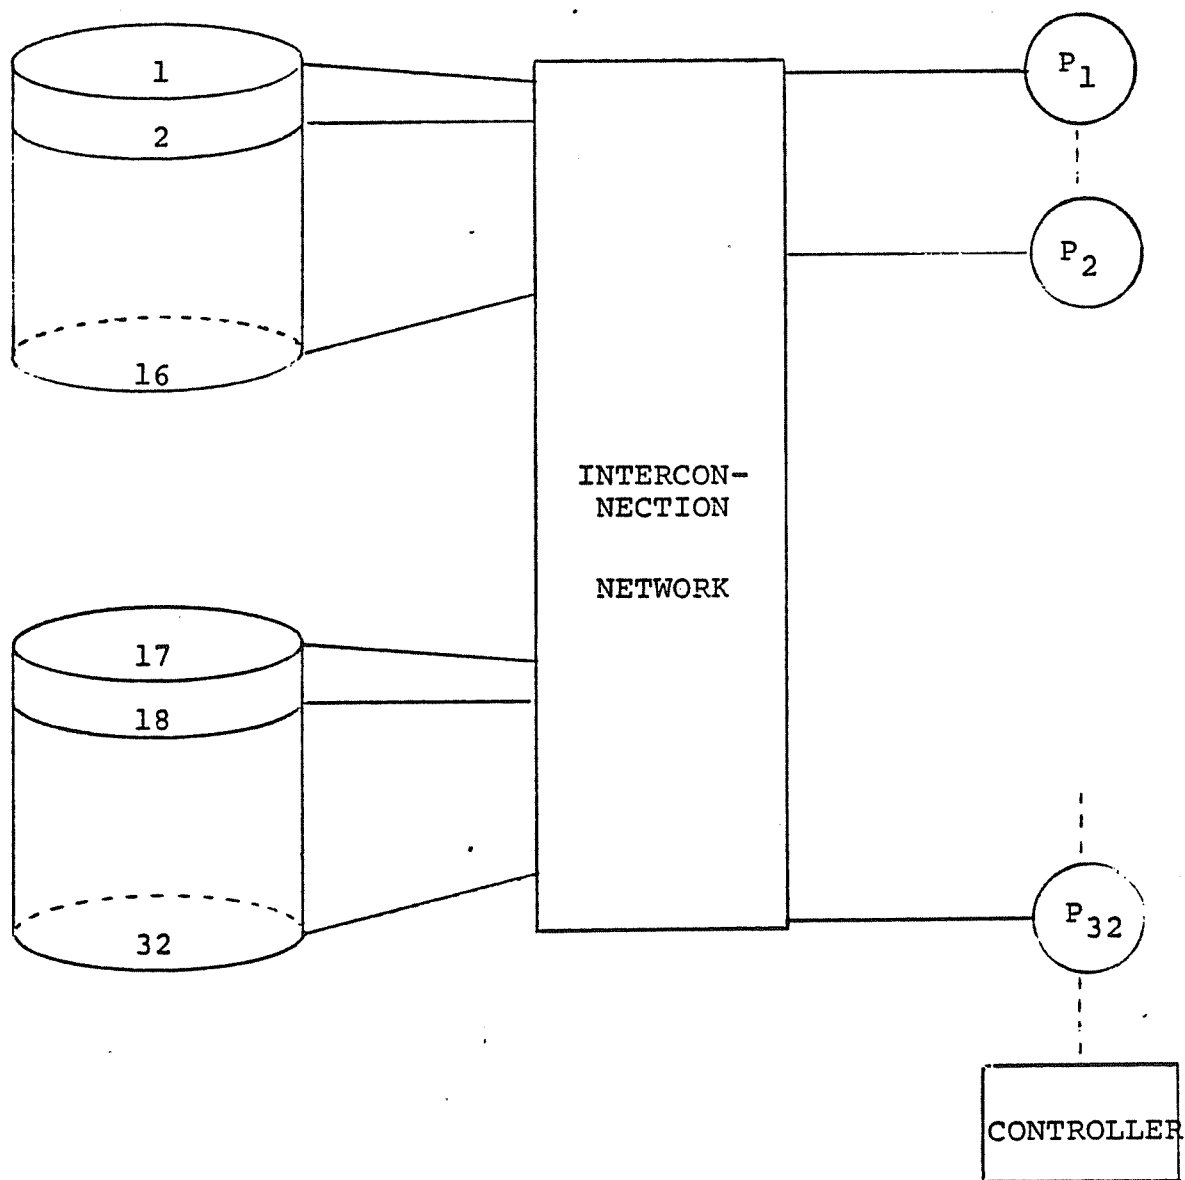 1
2
16
17
18
32
INTERCON-
NECTION
NETWORK
P1
P2
P32
CONTROLLER